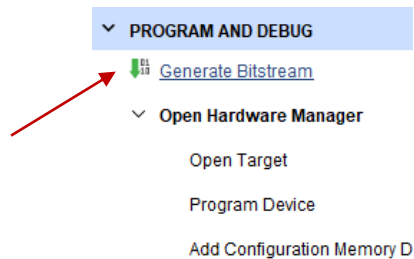 PROGRAM AND DEBUG
Generate Bitstream
Open Hardware Manager
Open Target
Program Device
Add Configuration Memory D